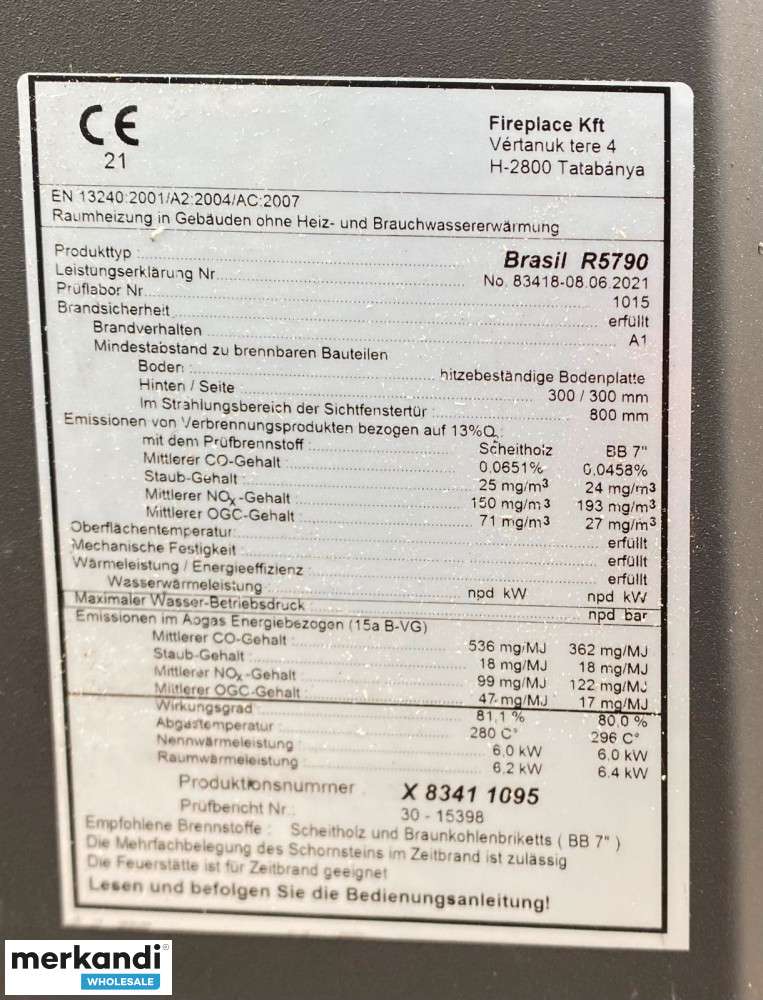 CE
21
Fireplace Kft
Vértanuk tere 4
H-2800 Tatabánya
EN 13240:2001/A2:2004/AC:2007
Raumheizung in Gebäuden ohne Heiz- und Brauchwassererwärmung
Produkttyp Brasil R5790
Leistungserklärung Nr. No. 83418-08.06.2021
Prüflabor Nr. 1015
Brandsicherheit erfüllt
Brandverhalten A1
Mindestabstand zu brennbaren Bauteilen
Boden: hitzebeständige Bodenplatte
Hinten / Seite 300 / 300 mm
Im Strahlungsbereich der Sichtfenstertür: 800 mm
Emissionen von Verbrennungsprodukten bezogen auf 13%O2:
mit dem Prüfbrennstoff: Scheitholz BB 7"
Mittlerer CO-Gehalt: 0,0651% 0,0458%
Staub-Gehalt: 25 mg/m³ 24 mg/m³
Mittlerer NOx-Gehalt: 150 mg/m³ 193 mg/m³
Mittlerer OGC-Gehalt: 71 mg/m³ 27 mg/m³
Oberflächentemperatur: erfüllt
Mechanische Festigkeit: erfüllt
Wärmeleistung / Energieeffizienz: erfüllt
Wasserwärmeleistung: npd kW npd kW
Maximaler Wasser-Betriebsdruck npd bar
Emissionen im Abgas Energiebezogen (15a B-VG)
Mittlerer CO-Gehalt: 536 mg/MJ 362 mg/MJ
Staub-Gehalt: 18 mg/MJ 18 mg/MJ
Mittlerer NOx-Gehalt 99 mg/MJ 122 mg/MJ
Mittlerer OGC-Gehalt: 47 mg/MJ 17 mg/MJ
Wirkungsgrad: 81,1 % 80,0 %
Abgastemperatur: 280 C° 296 C°
Nennwärmeleistung: 6,0 kW 6,0 kW
Raumwärmeleistung: 6,2 kW 6,4 kW
Produktionsnummer X 8341 1095
Prüfbericht Nr.: 30 - 15398
Empfohlene Brennstoffe : Scheitholz und Braunkohlenbriketts ( BB 7" )
Die Mehrfachbelegung des Schornsteins im Zeitbrand ist zulässig
Die Feuerstätte ist für Zeitbrand geeignet
Lesen und befolgen Sie die Bedienungsanleitung!
merkandi
WHOLESALE